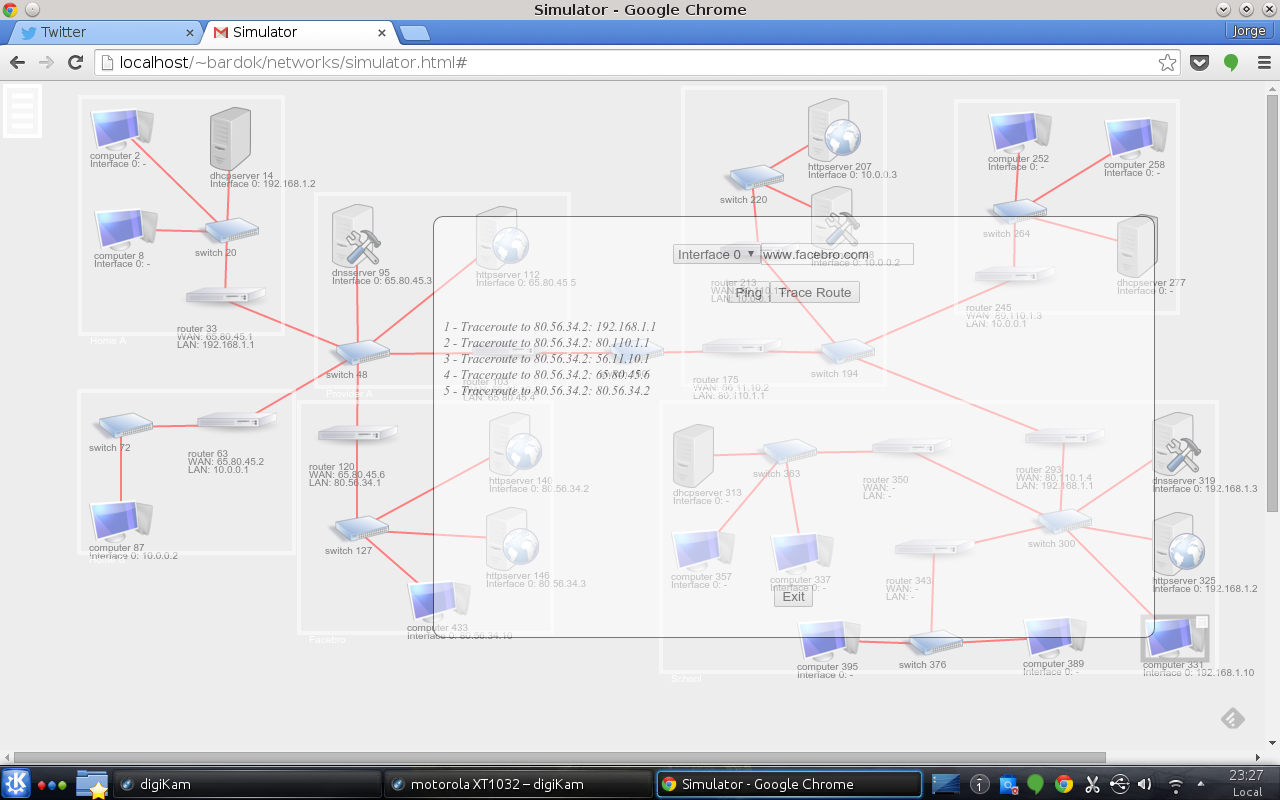 Simulator - Google Chrome
Twitter
Simulator
Jorge
localhost/~bardok/networks/simulator.html#
computer 2
Interface 0: -
dhcpserver 14
Interface 0: 192.168.1.2
computer 8
Interface 0: -
switch 20
router 33
WAN: 65.80.45.1
LAN: 192.168.1.1
Home A
dnsserver 95
Interface 0: 65.80.45.3
httpserver 112
Interface 0: 65.80.45.5
switch 48
router 103
LAN: 65.80.45.4
Provider A
switch 72
router 63
WAN: 65.80.45.2
LAN: 10.0.0.1
computer 87
Interface 0: 10.0.0.2
router 120
WAN: 65.80.45.6
LAN: 80.56.34.1
switch 127
httpserver 140
Interface 0: 80.56.34.2
httpserver 146
Interface 0: 80.56.34.3
computer 433
Interface 0: 80.56.34.10
Facebro
httpserver 207
Interface 0: 10.0.0.3
switch 220
Interface 0: 10.0.0.2
router 213
router 175
WAN: 56.11.10.2
LAN: 80.110.1.1
switch 194
computer 252
Interface 0: -
computer 258
Interface 0: -
switch 264
dhcpserver 277
Interface 0: -
router 245
WAN: 80.110.1.3
LAN: 10.0.0.1
Interface 0
www.facebro.com
Ping
Trace Route
1 - Traceroute to 80.56.34.2: 192.168.1.1
2 - Traceroute to 80.56.34.2: 80.110.1.1
3 - Traceroute to 80.56.34.2: 56.11.10.1
4 - Traceroute to 80.56.34.2: 65.80.45.6
5 - Traceroute to 80.56.34.2: 80.56.34.2
Exit
dhcpserver 313
Interface 0: -
switch 363
router 350
WAN: -
LAN: -
router 293
WAN: 80.110.1.4
LAN: 192.168.1.1
dnsserver 319
Interface 0: 192.168.1.3
switch 300
httpserver 325
Interface 0: 192.168.1.2
computer 357
Interface 0: -
computer 337
Interface 0: -
router 343
WAN: -
LAN: -
computer 395
Interface 0: -
switch 376
computer 389
Interface 0: -
computer 331
Interface 0: 192.168.1.10
School
digiKam
motorola XT1032 – digiKam
Simulator - Google Chrome
23:27
Local